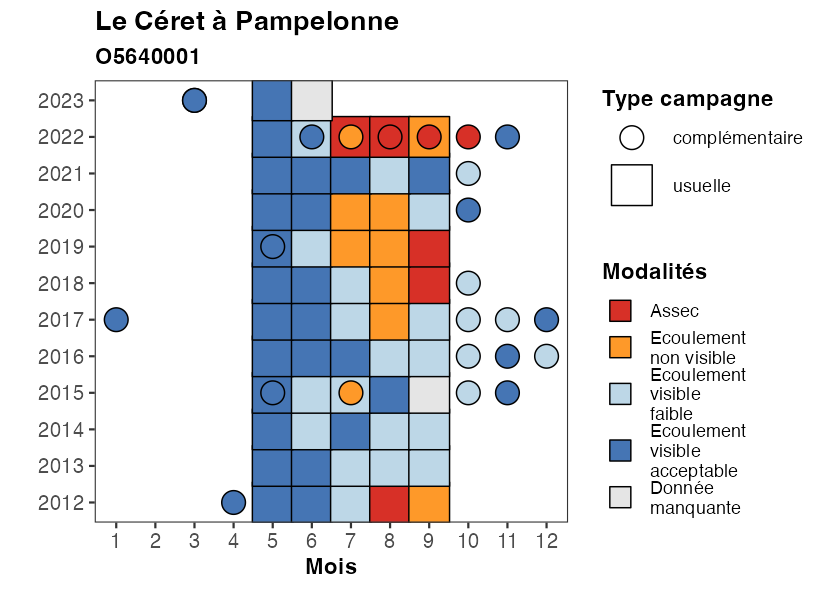 Le Céret à Pampelonne
O5640001
2023
2022
2021
2020
2019
2018
2017
2016
2015
2014
2013
2012
1 2 3 4 5 6 7 8 9 10 11 12
Mois
Type campagne
complémentaire
usuelle
Modalités
Assec
Ecoulement
non visible
Ecoulement
visible
faible
Ecoulement
visible
acceptable
Donnée
manquante